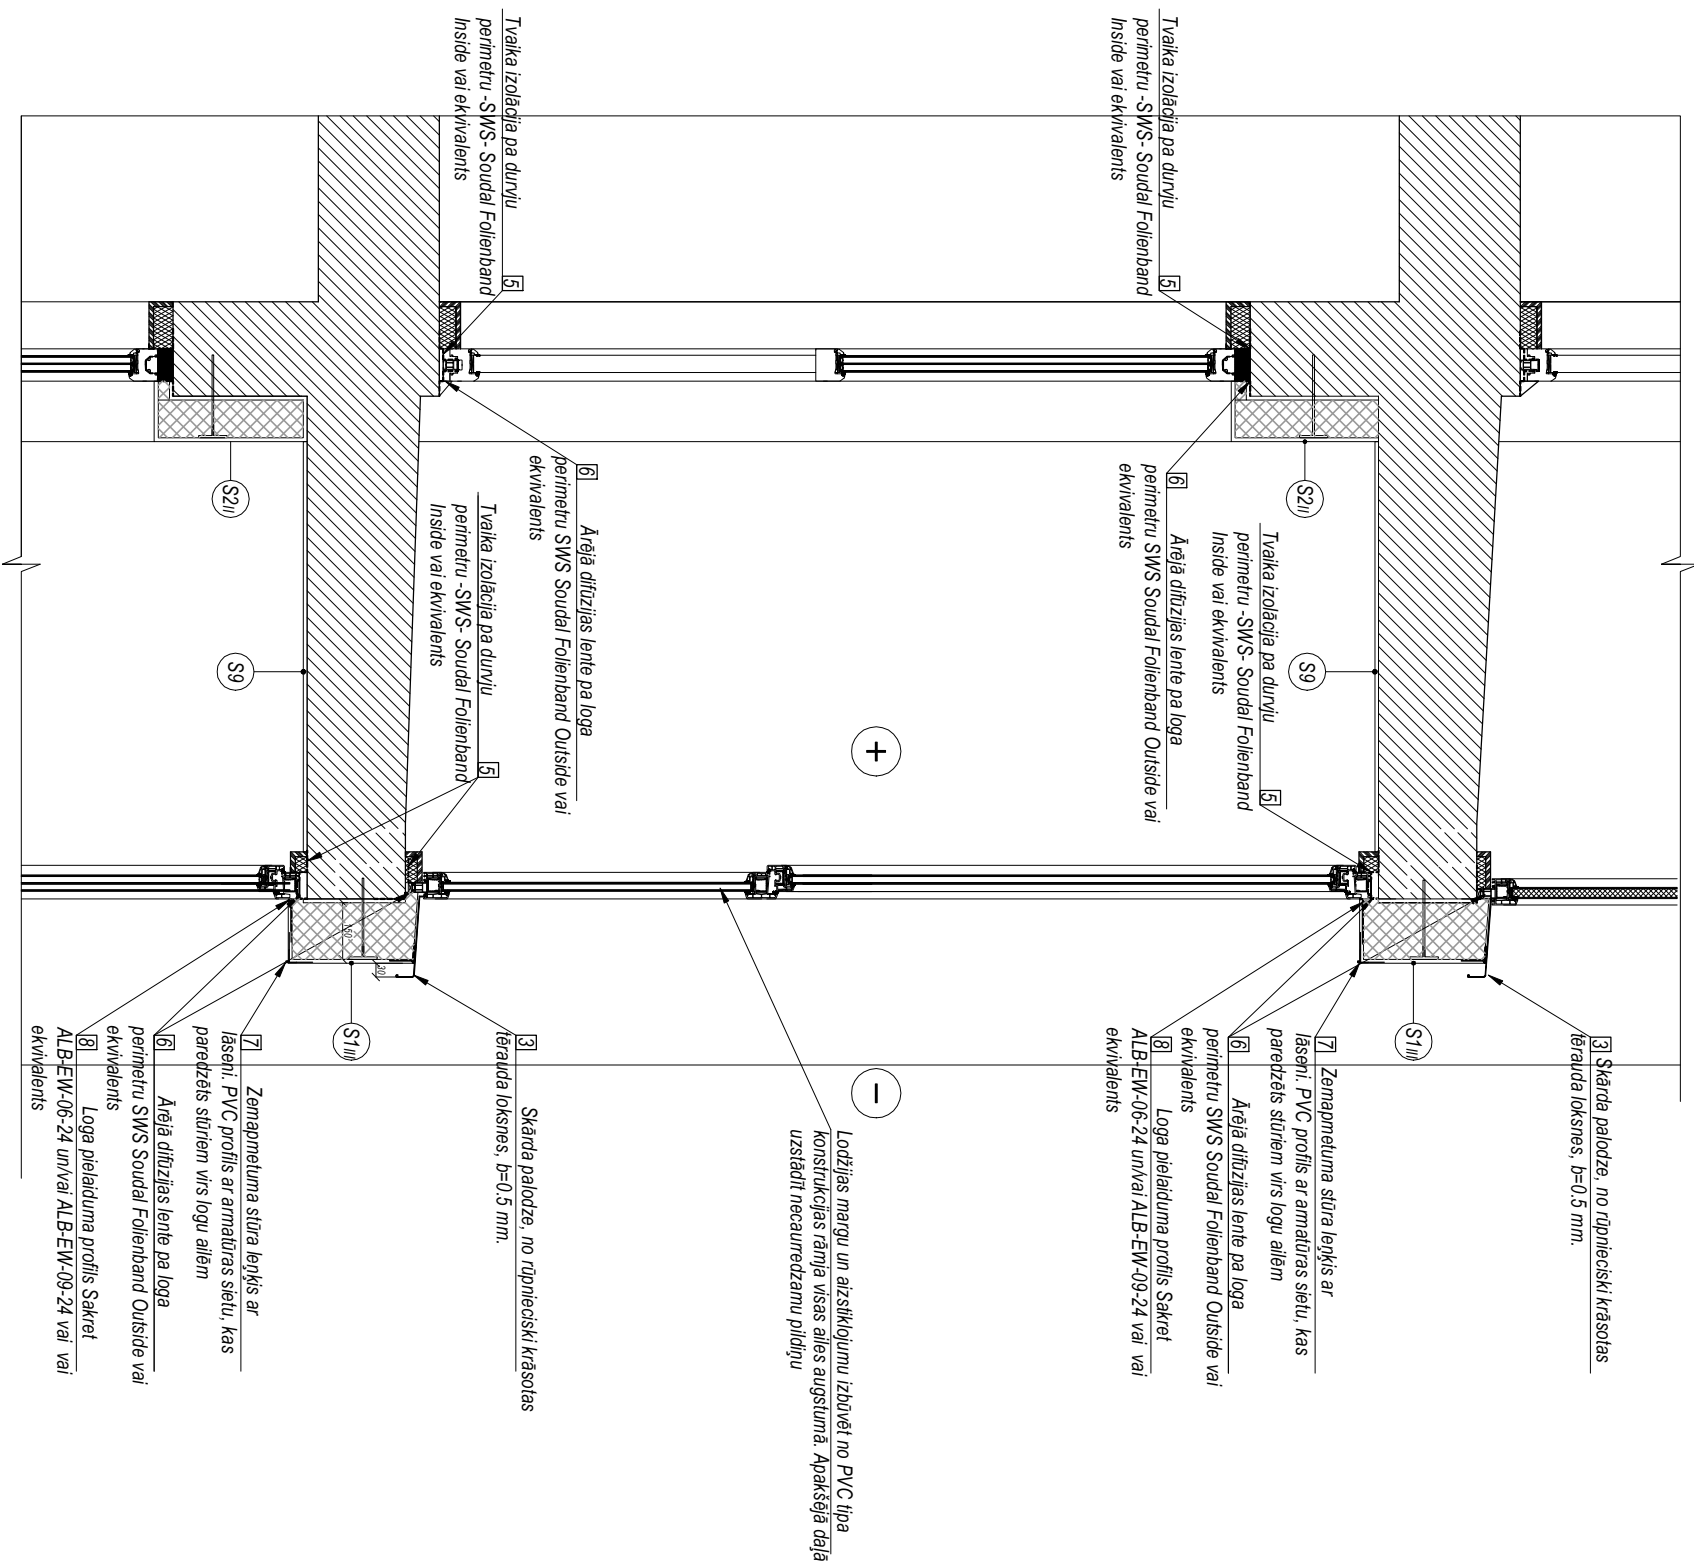 Tvaika izolācija pa durvju
perimetru -SWS- Soudal Folienband
Inside vai ekvivalents
5
6 Ārējā difūzijas lente pa loga
perimetru SWS Soudal Folienband Outside vai
ekvivalents
S2II
Tvaika izolācija pa durvju
perimetru -SWS- Soudal Folienband
Inside vai ekvivalents
5
S9
3 Skārda palodze, no rūpnieciski krāsotas
tērauda loksnes, b=0.5 mm.
S1III
7 Zemapmetuma stūra leņķis ar
lāseni. PVC profils ar armatūras sietu, kas
paredzēts stūriem virs logu ailēm
6 Ārējā difūzijas lente pa loga
perimetru SWS Soudal Folienband Outside vai
ekvivalents
8 Loga pielaiduma profils Sakret
ALB-EW-06-24 un/vai ALB-EW-09-24 vai vai
ekvivalents
+
−
Lodžijas margu un aizstiklojumu izbūvēt no PVC tipa
konstrukcijas rāmja visas ailes augstumā. Apakšējā daļā
uzstādīt necaurredzamu pildiņu
Tvaika izolācija pa durvju
perimetru -SWS- Soudal Folienband
Inside vai ekvivalents
5
6 Ārējā difūzijas lente pa loga
perimetru SWS Soudal Folienband Outside vai
ekvivalents
Tvaika izolācija pa durvju
perimetru -SWS- Soudal Folienband
Inside vai ekvivalents
5
S2II
S9
30
S1III
3 Skārda palodze, no rūpnieciski krāsotas
tērauda loksnes, b=0.5 mm.
7 Zemapmetuma stūra leņķis ar
lāseni. PVC profils ar armatūras sietu, kas
paredzēts stūriem virs logu ailēm
6 Ārējā difūzijas lente pa loga
perimetru SWS Soudal Folienband Outside vai
ekvivalents
8 Loga pielaiduma profils Sakret
ALB-EW-06-24 un/vai ALB-EW-09-24 vai vai
ekvivalents